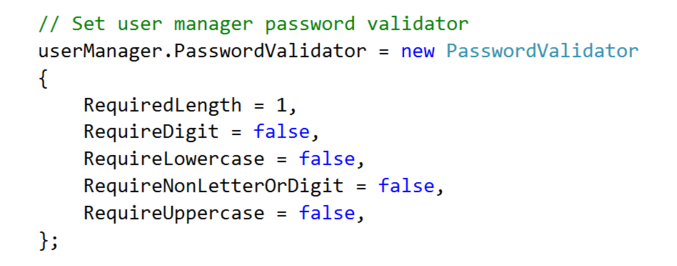 // Set user manager password validator
userManager.PasswordValidator = new PasswordValidator
{
    RequiredLength = 1,
    RequireDigit = false,
    RequireLowercase = false,
    RequireNonLetterOrDigit = false,
    RequireUppercase = false,
};